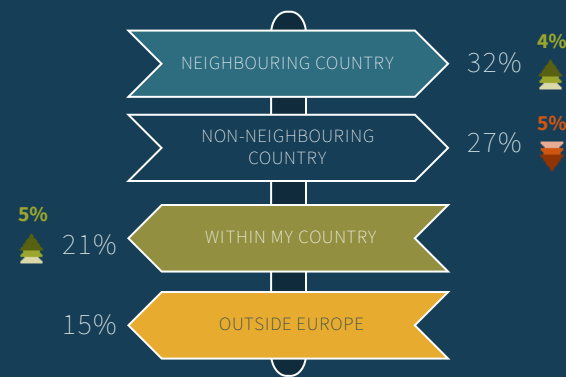 NEIGHBOURING COUNTRY
32%
4%
NON-NEIGHBOURING
COUNTRY
27%
5%
5%
21%
WITHIN MY COUNTRY
15%
OUTSIDE EUROPE